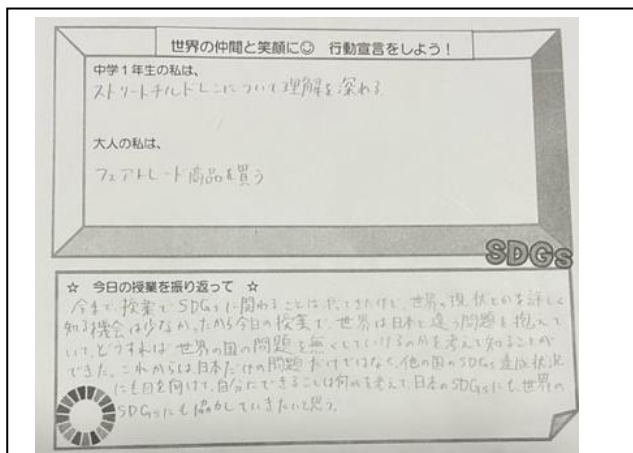 世界の仲間と笑顔に☺ 行動宣言をしよう!
中学1年生の私は、
ストリートチルドレンについて理解を深める
大人の私は、
フェアトレード商品を買う
SDGs
☆ 今日の授業を振り返って ☆
今まで授業でSDGsに関わることはやってきたけど、世界の現状とかを詳しく
知る機会は少なかったから今日の授業で、世界は日本と違う問題も抱えて
いて、どうすれば世界の国の問題を無くしていけるのかを考えて知ることが
できた。これからは日本だけの問題だけではなく、他の国のSDGs達成状況
にも目を向けて、自分にできることは何かを考えて、日本のSDGsにも、世界の
SDGsにも協力していきたいと思う。